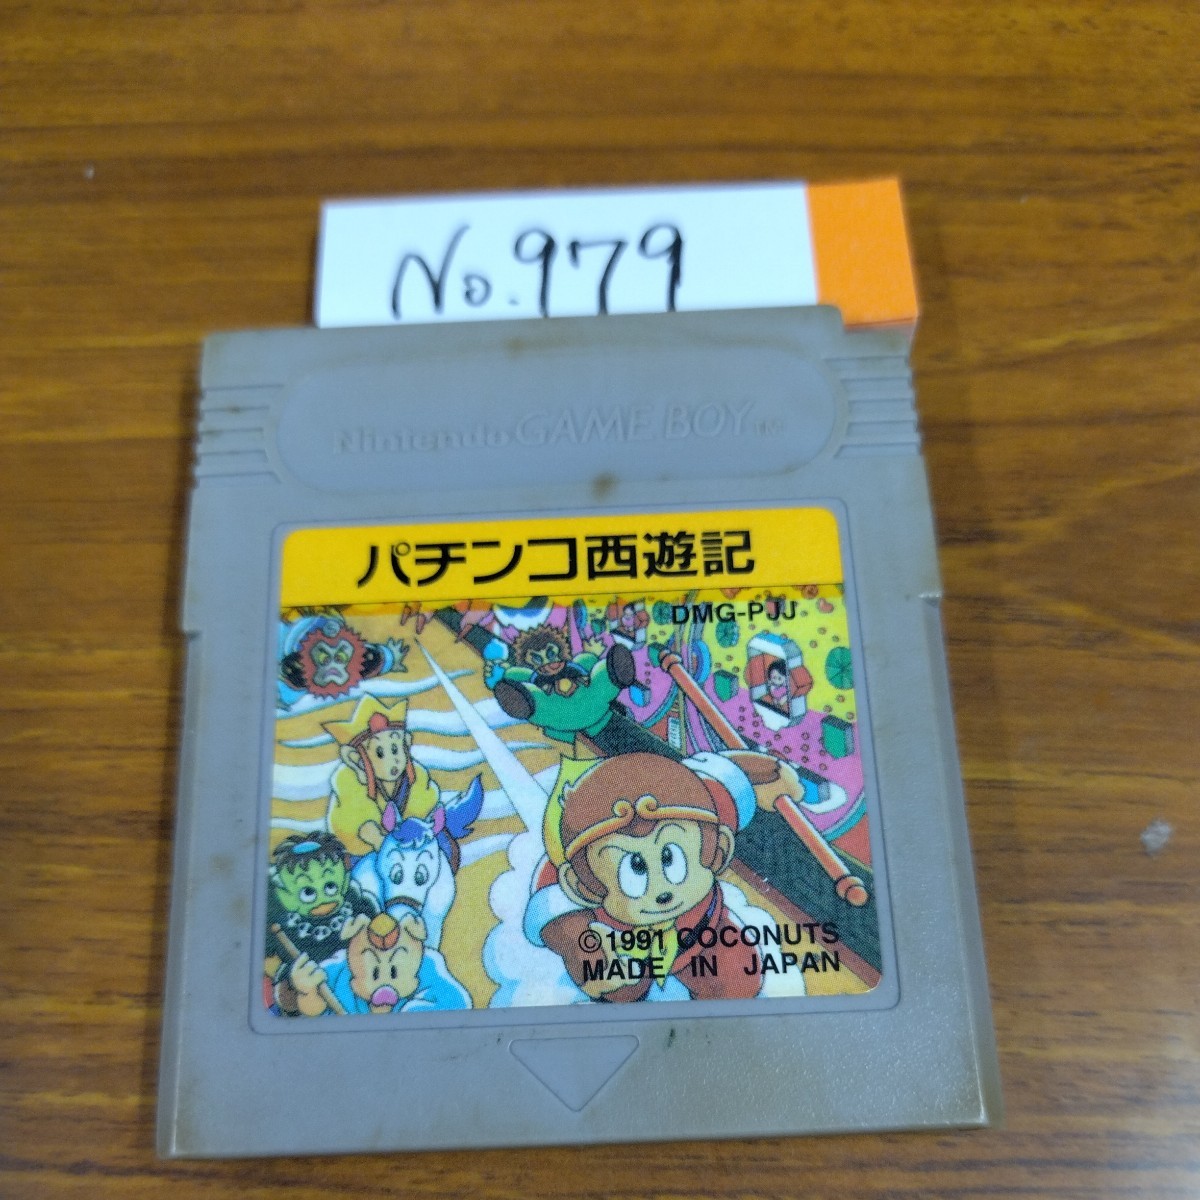 No.979
Nintendo GAME BOY TM
パチンコ西遊記
DMG-PJJ
©1991 COCONUTS
MADE IN JAPAN